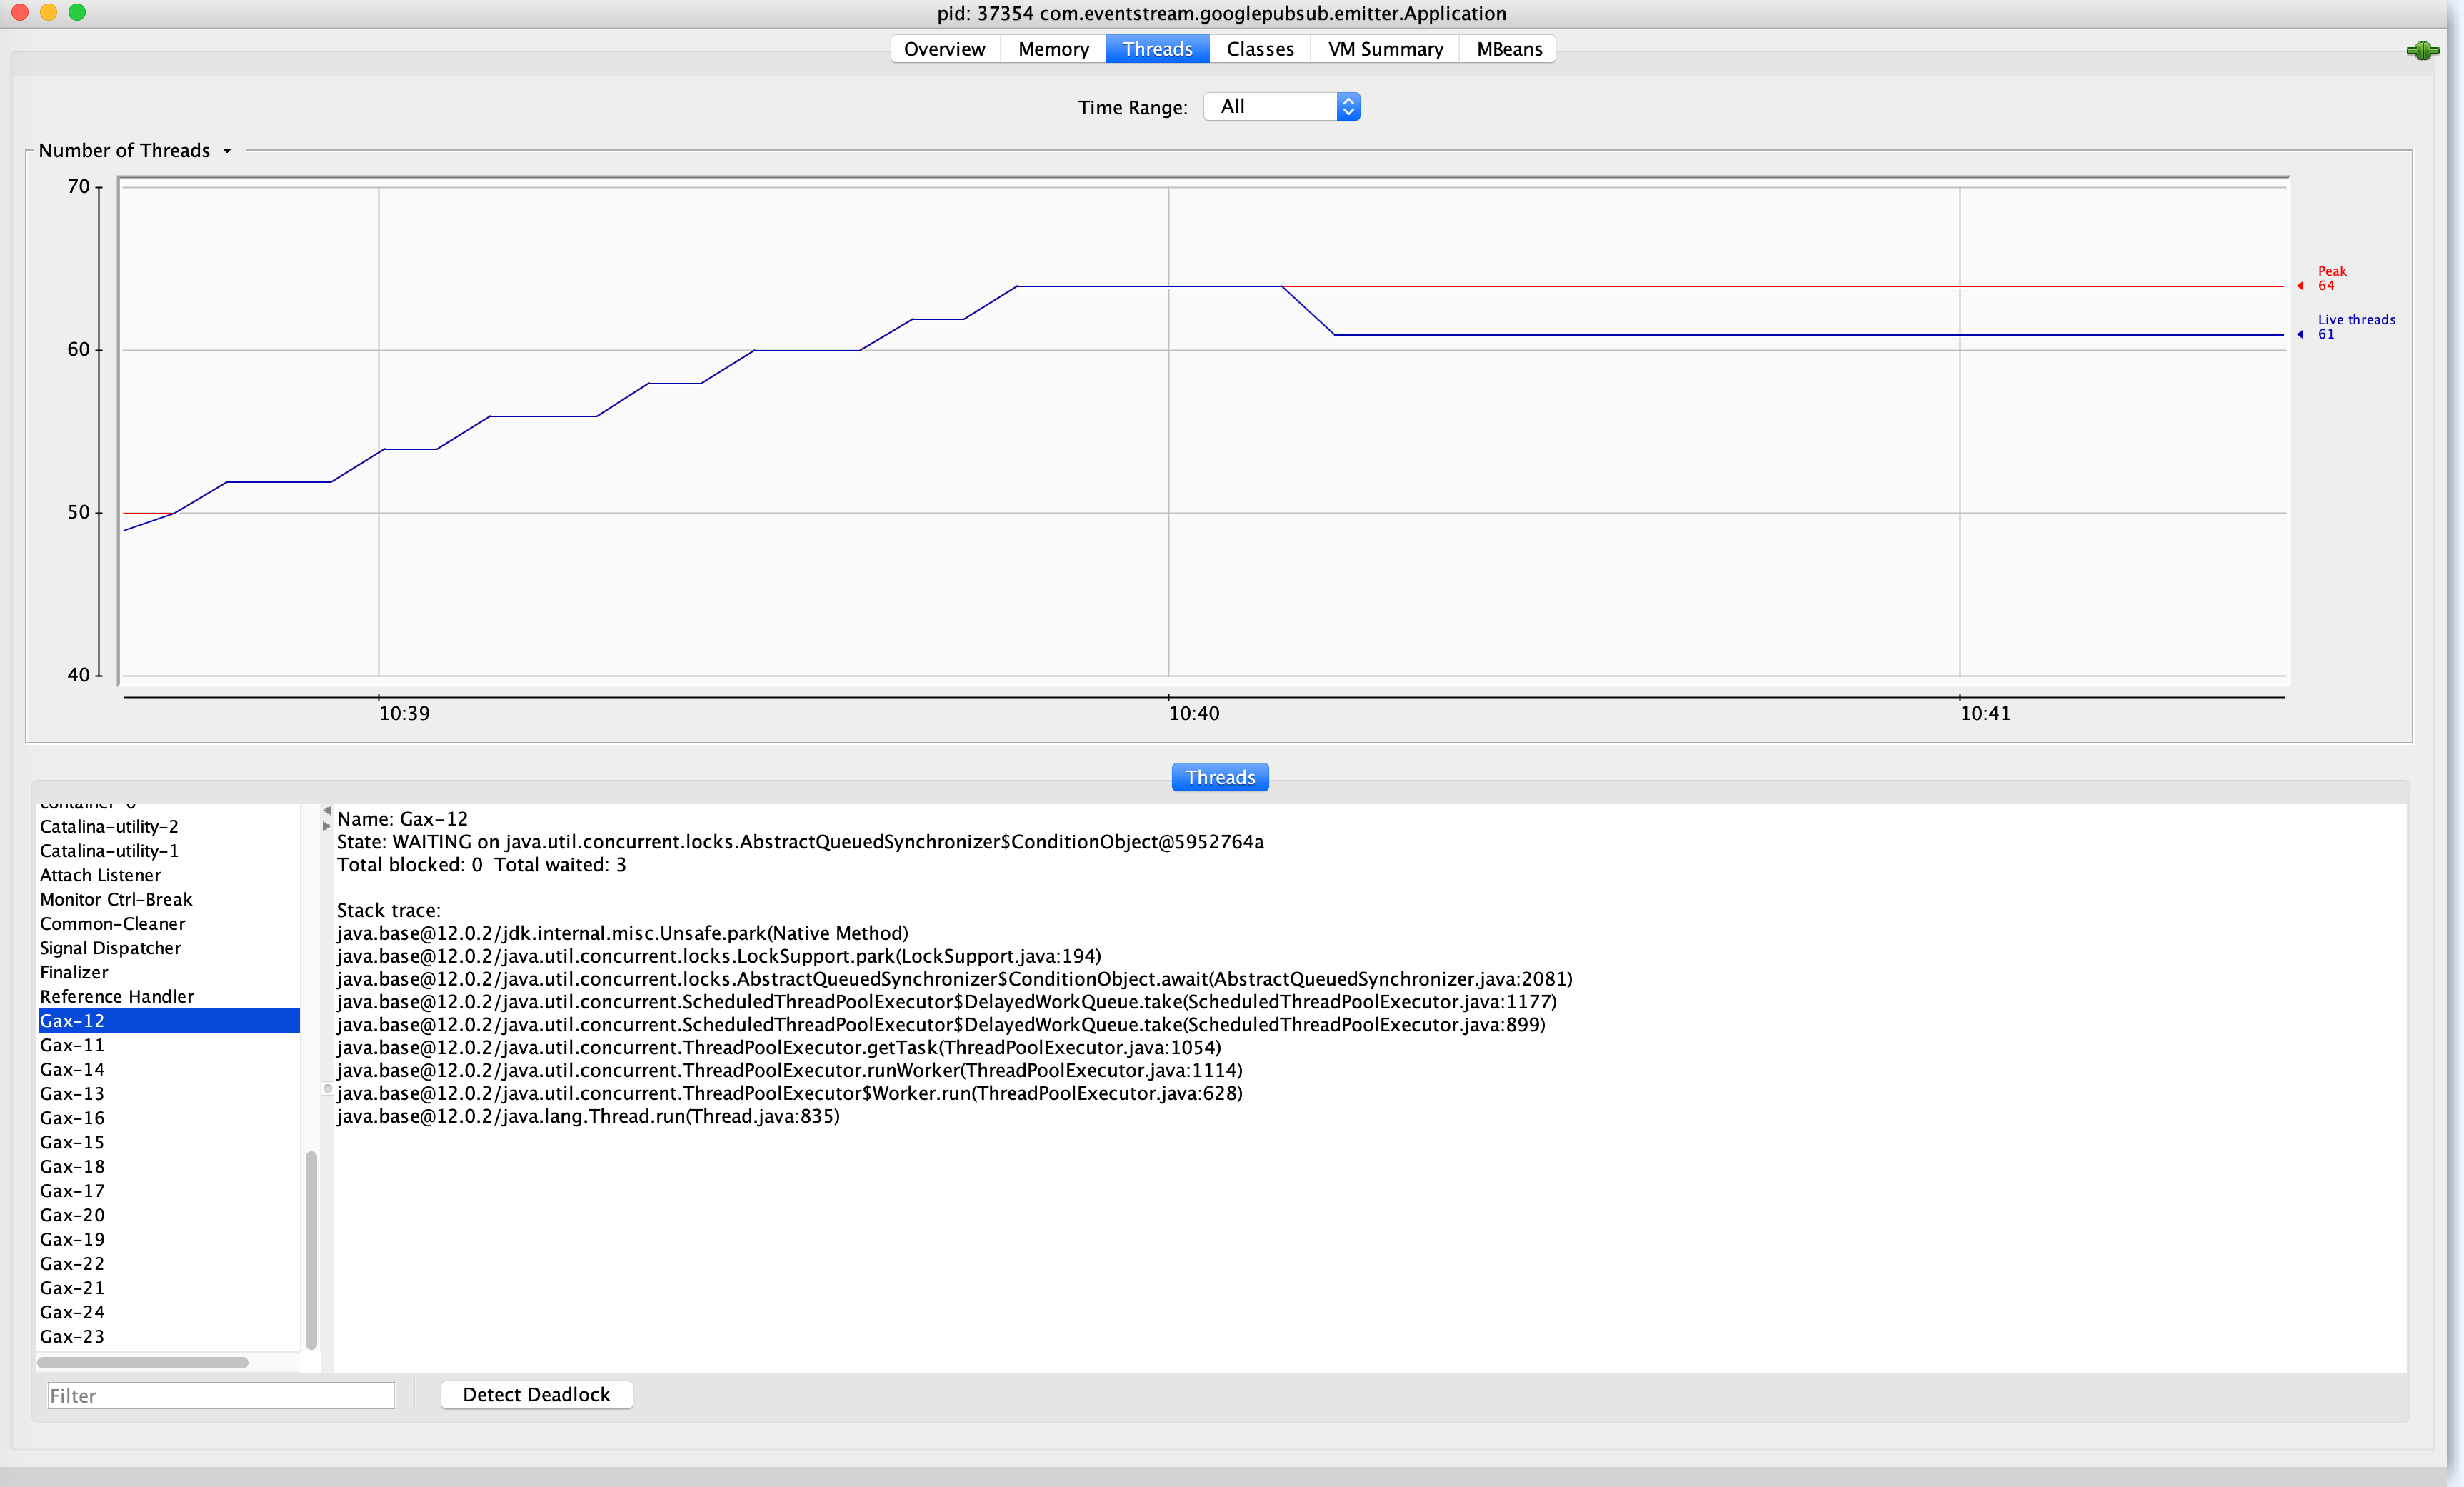 pid: 37354 com.eventstream.googlepubsub.emitter.Application
Overview Memory Threads Classes VM Summary MBeans
Time Range: All
Number of Threads
70
60
50
40
Peak
64
Live threads
61
10:39 10:40 10:41
Threads
container-0
Catalina-utility-2
Catalina-utility-1
Attach Listener
Monitor Ctrl-Break
Common-Cleaner
Signal Dispatcher
Finalizer
Reference Handler
Gax-12
Gax-11
Gax-14
Gax-13
Gax-16
Gax-15
Gax-18
Gax-17
Gax-20
Gax-19
Gax-22
Gax-21
Gax-24
Gax-23
Name: Gax-12
State: WAITING on java.util.concurrent.locks.AbstractQueuedSynchronizer$ConditionObject@5952764a
Total blocked: 0 Total waited: 3
Stack trace:
java.base@12.0.2/jdk.internal.misc.Unsafe.park(Native Method)
java.base@12.0.2/java.util.concurrent.locks.LockSupport.park(LockSupport.java:194)
java.base@12.0.2/java.util.concurrent.locks.AbstractQueuedSynchronizer$ConditionObject.await(AbstractQueuedSynchronizer.java:2081)
java.base@12.0.2/java.util.concurrent.ScheduledThreadPoolExecutor$DelayedWorkQueue.take(ScheduledThreadPoolExecutor.java:1177)
java.base@12.0.2/java.util.concurrent.ScheduledThreadPoolExecutor$DelayedWorkQueue.take(ScheduledThreadPoolExecutor.java:899)
java.base@12.0.2/java.util.concurrent.ThreadPoolExecutor.getTask(ThreadPoolExecutor.java:1054)
java.base@12.0.2/java.util.concurrent.ThreadPoolExecutor.runWorker(ThreadPoolExecutor.java:1114)
java.base@12.0.2/java.util.concurrent.ThreadPoolExecutor$Worker.run(ThreadPoolExecutor.java:628)
java.base@12.0.2/java.lang.Thread.run(Thread.java:835)
Filter
Detect Deadlock